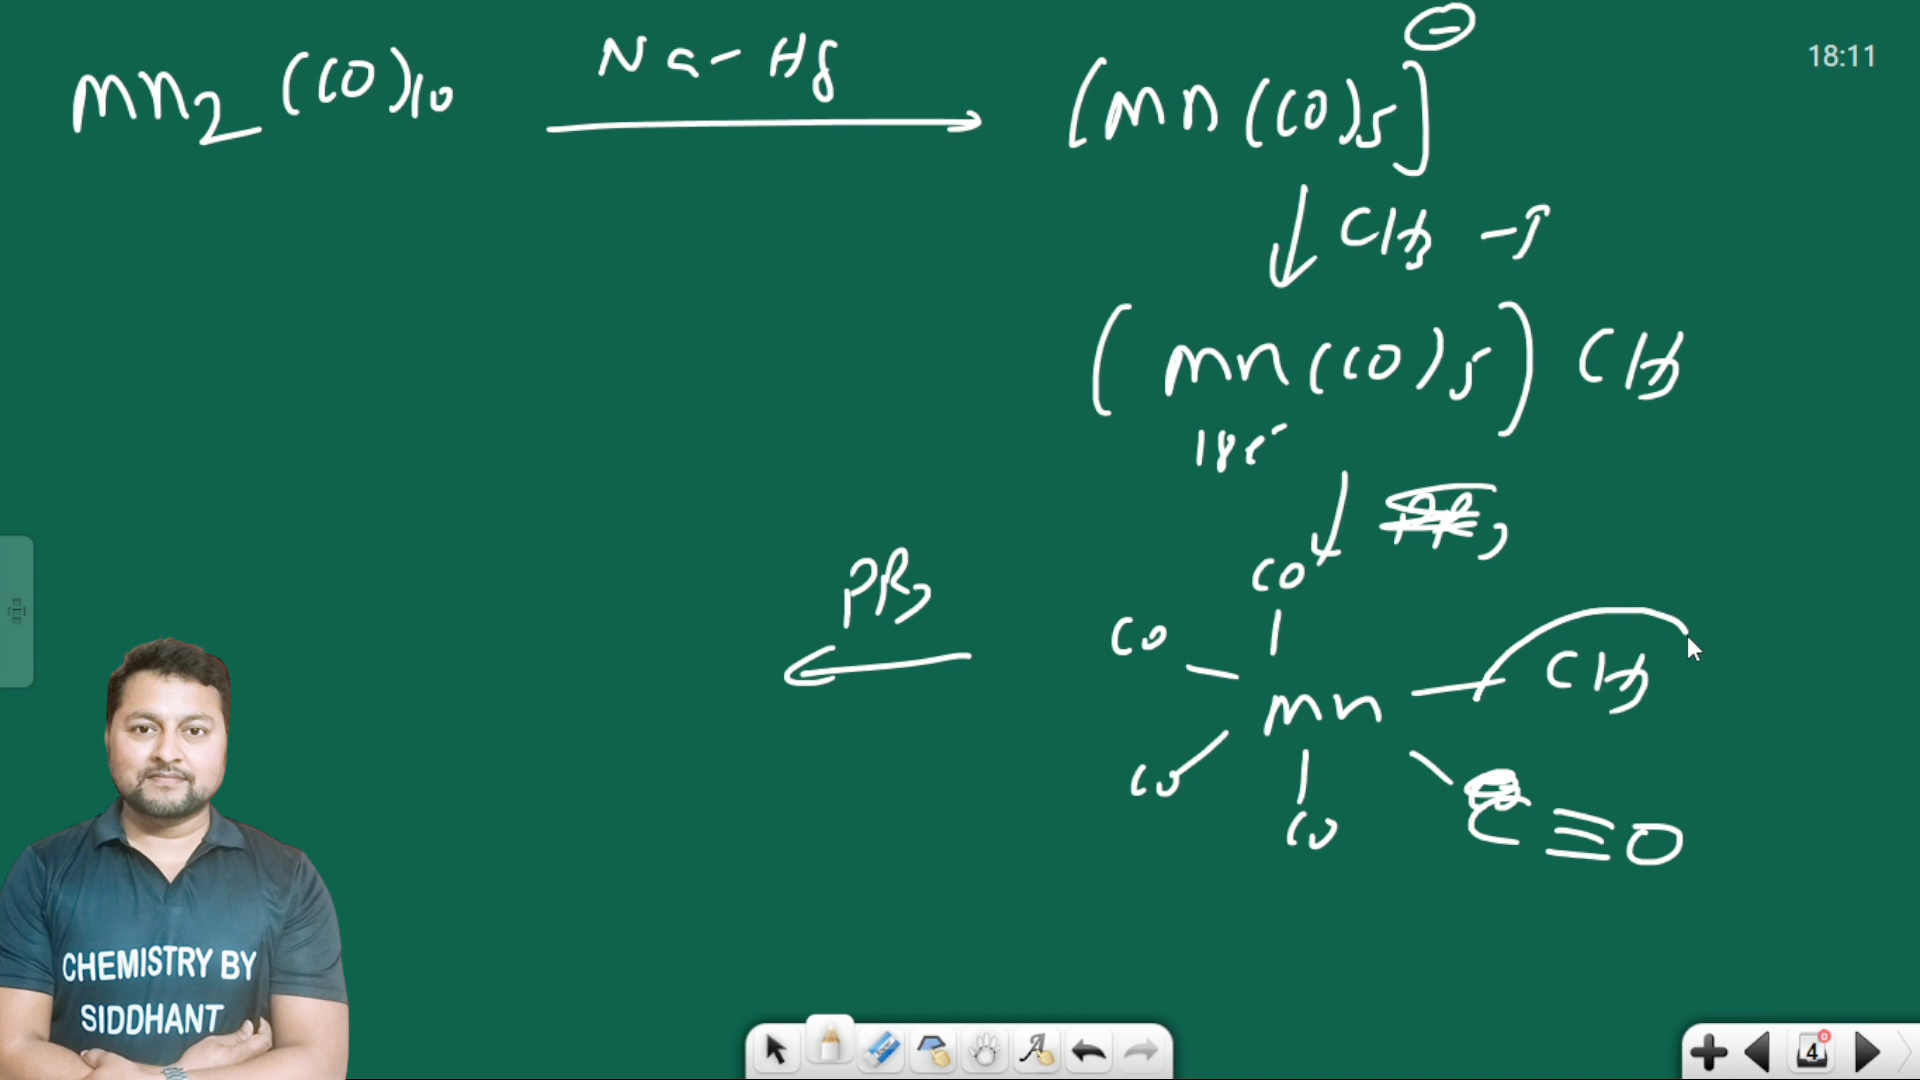 Mn2 (CO)10 Na-Hg [Mn(CO)5]⊖
18:11
CH3-I
(Mn(CO)5) CH3
18e-
PR3
CO
CO
Mn
CH3
CO
CO
C≡O
CHEMISTRY BY
SIDDHANT
4
0